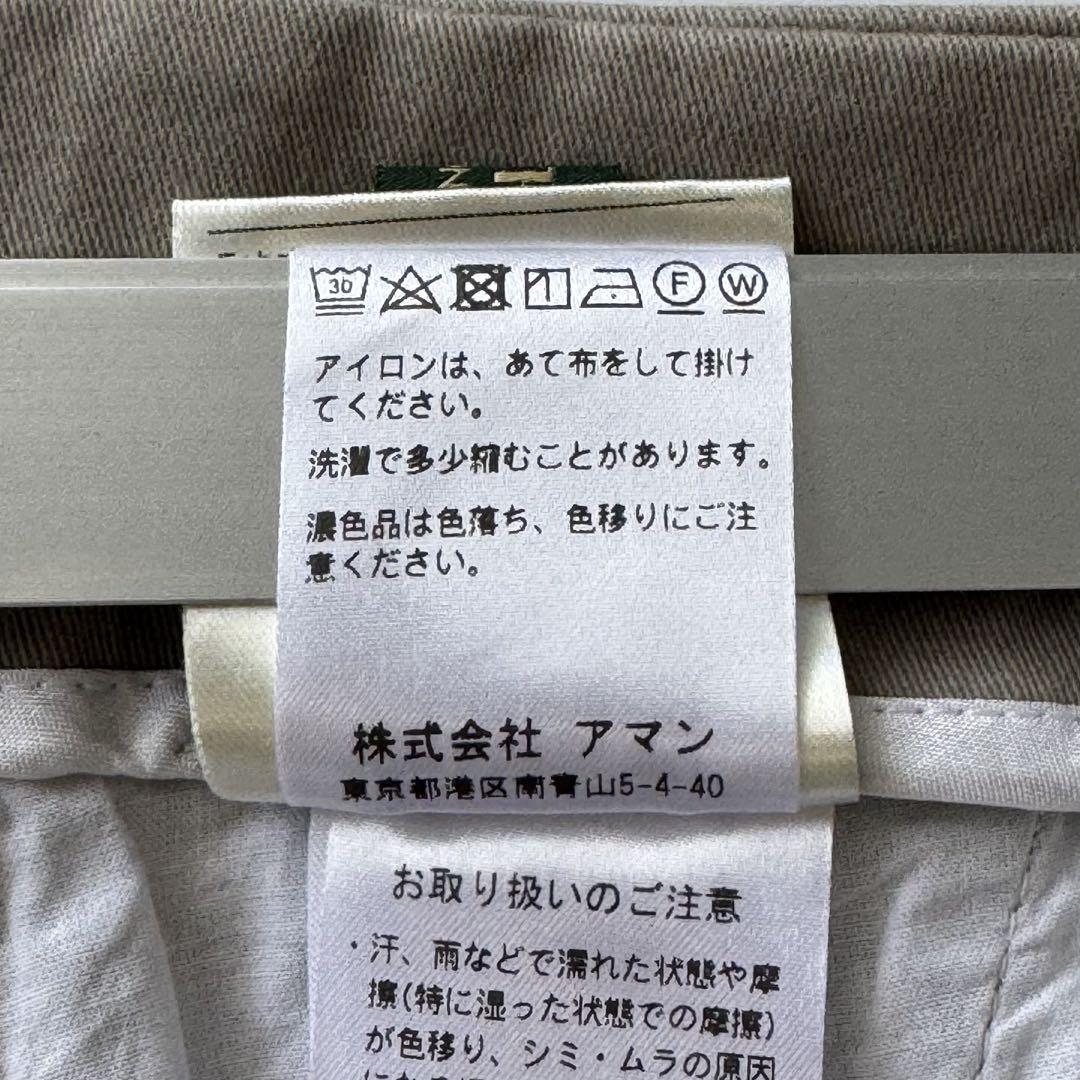 30
F
W
アイロンは、あて布をして掛け
てください。
洗濯で多少縮むことがあります。
濃色品は色落ち、色移りにご注
意ください。
株式会社 アマン
東京都港区南青山5-4-40
お取り扱いのご注意
・汗、雨などで濡れた状態や摩
擦(特に湿った状態での摩擦)
が色移り、シミ・ムラの原因